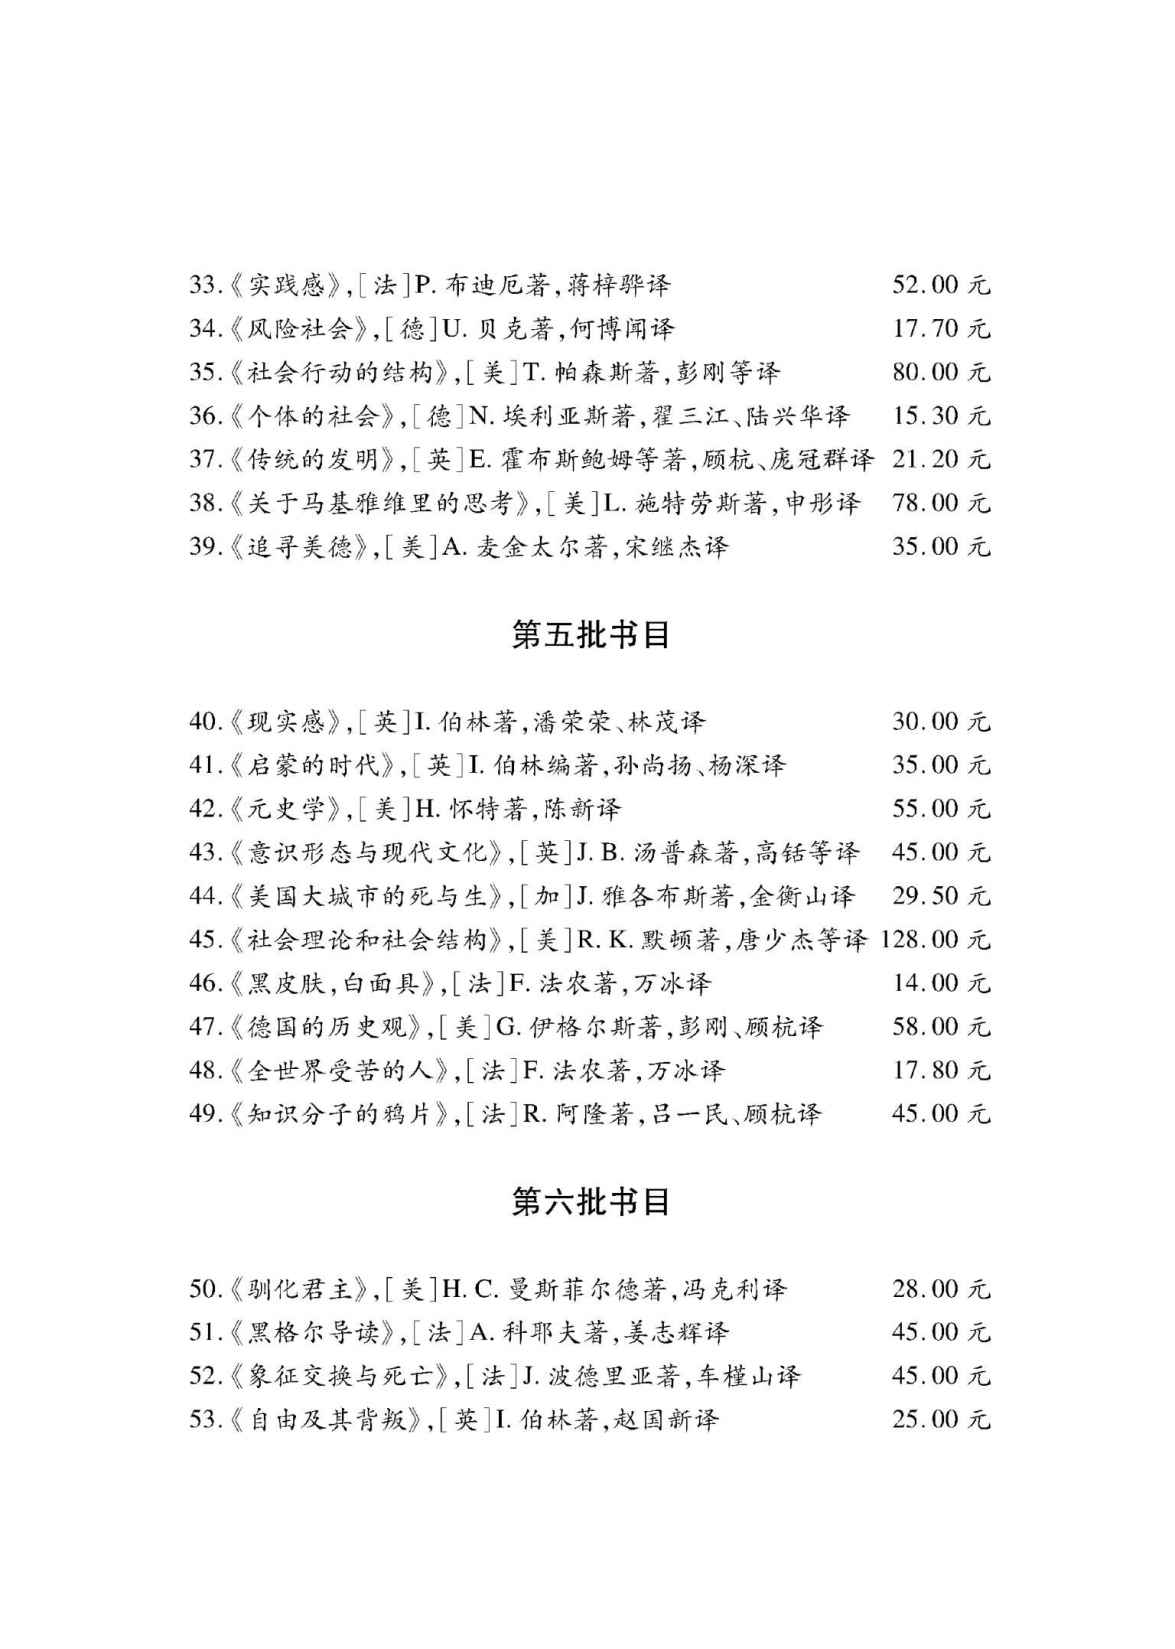 33.《实践感》,[法]P. 布迪厄著,蒋梓骅译 52.00 元
34.《风险社会》,[德]U. 贝克著,何博闻译 17.70 元
35.《社会行动的结构》,[美]T. 帕森斯著,彭刚等译 80.00 元
36.《个体的社会》,[德]N. 埃利亚斯著,翟三江、陆兴华译 15.30 元
37.《传统的发明》,[英]E. 霍布斯鲍姆等著,顾杭、庞冠群译 21.20 元
38.《关于马基雅维里的思考》,[美]L. 施特劳斯著,申彤译 78.00 元
39.《追寻美德》,[美]A. 麦金太尔著,宋继杰译 35.00 元
第五批书目
40.《现实感》,[英]I. 伯林著,潘荣荣、林茂译 30.00 元
41.《启蒙的时代》,[英]I. 伯林编著,孙尚扬、杨深译 35.00 元
42.《元史学》,[美]H. 怀特著,陈新译 55.00 元
43.《意识形态与现代文化》,[英]J. B. 汤普森著,高铦等译 45.00 元
44.《美国大城市的死与生》,[加]J. 雅各布斯著,金衡山译 29.50 元
45.《社会理论和社会结构》,[美]R. K. 默顿著,唐少杰等译 128.00 元
46.《黑皮肤,白面具》,[法]F. 法农著,万冰译 14.00 元
47.《德国的历史观》,[美]G. 伊格尔斯著,彭刚、顾杭译 58.00 元
48.《全世界受苦的人》,[法]F. 法农著,万冰译 17.80 元
49.《知识分子的鸦片》,[法]R. 阿隆著,吕一民、顾杭译 45.00 元
第六批书目
50.《驯化君主》,[美]H. C. 曼斯菲尔德著,冯克利译 28.00 元
51.《黑格尔导读》,[法]A. 科耶夫著,姜志辉译 45.00 元
52.《象征交换与死亡》,[法]J. 波德里亚著,车槿山译 45.00 元
53.《自由及其背叛》,[英]I. 伯林著,赵国新译 25.00 元